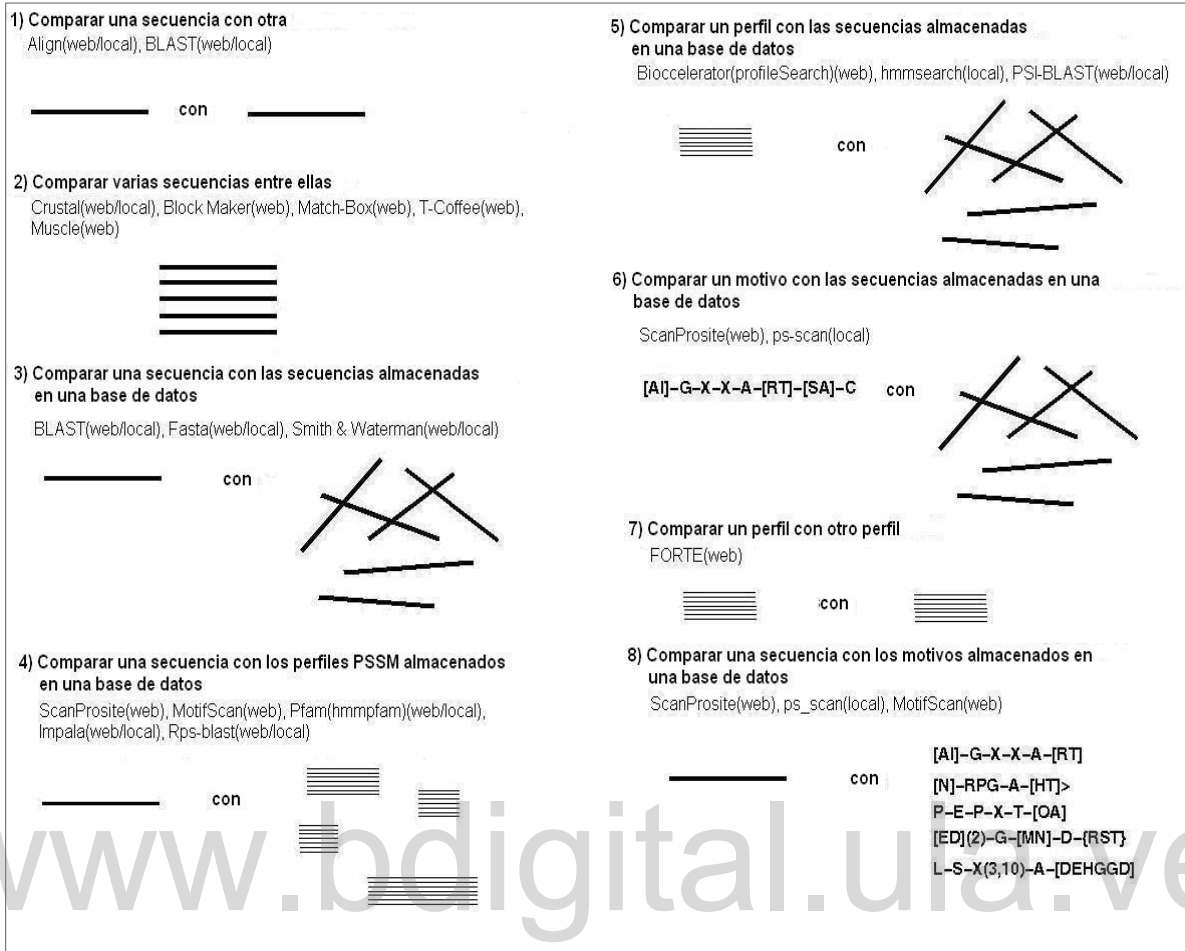 1) Comparar una secuencia con otra
Align(web/local), BLAST(web/local)
con
2) Comparar varias secuencias entre ellas
Crustal(web/local), Block Maker(web), Match-Box(web), T-Coffee(web),
Muscle(web)
3) Comparar una secuencia con las secuencias almacenadas
en una base de datos
BLAST(web/local), Fasta(web/local), Smith & Waterman(web/local)
con
4) Comparar una secuencia con los perfiles PSSM almacenados
en una base de datos
ScanProsite(web), MotifScan(web), Pfam(hmmpfam)(web/local),
Impala(web/local), Rps-blast(web/local)
con
5) Comparar un perfil con las secuencias almacenadas
en una base de datos
Bioccelerator(profileSearch)(web), hmmsearch(local), PSI-BLAST(web/local)
con
6) Comparar un motivo con las secuencias almacenadas en una
base de datos
ScanProsite(web), ps-scan(local)
[AI]–G–X–X–A–[RT]–[SA]–C con
7) Comparar un perfil con otro perfil
FORTE(web)
con
8) Comparar una secuencia con los motivos almacenados en
una base de datos
ScanProsite(web), ps_scan(local), MotifScan(web)
con
[AI]–G–X–X–A–[RT]
[N]–RPG–A–[HT]>
P–E–P–X–T–[OA]
[ED](2)–G–[MN]–D–{RST}
L–S–X(3,10)–A–[DEHGGD]
www.bdigital.ula.ve